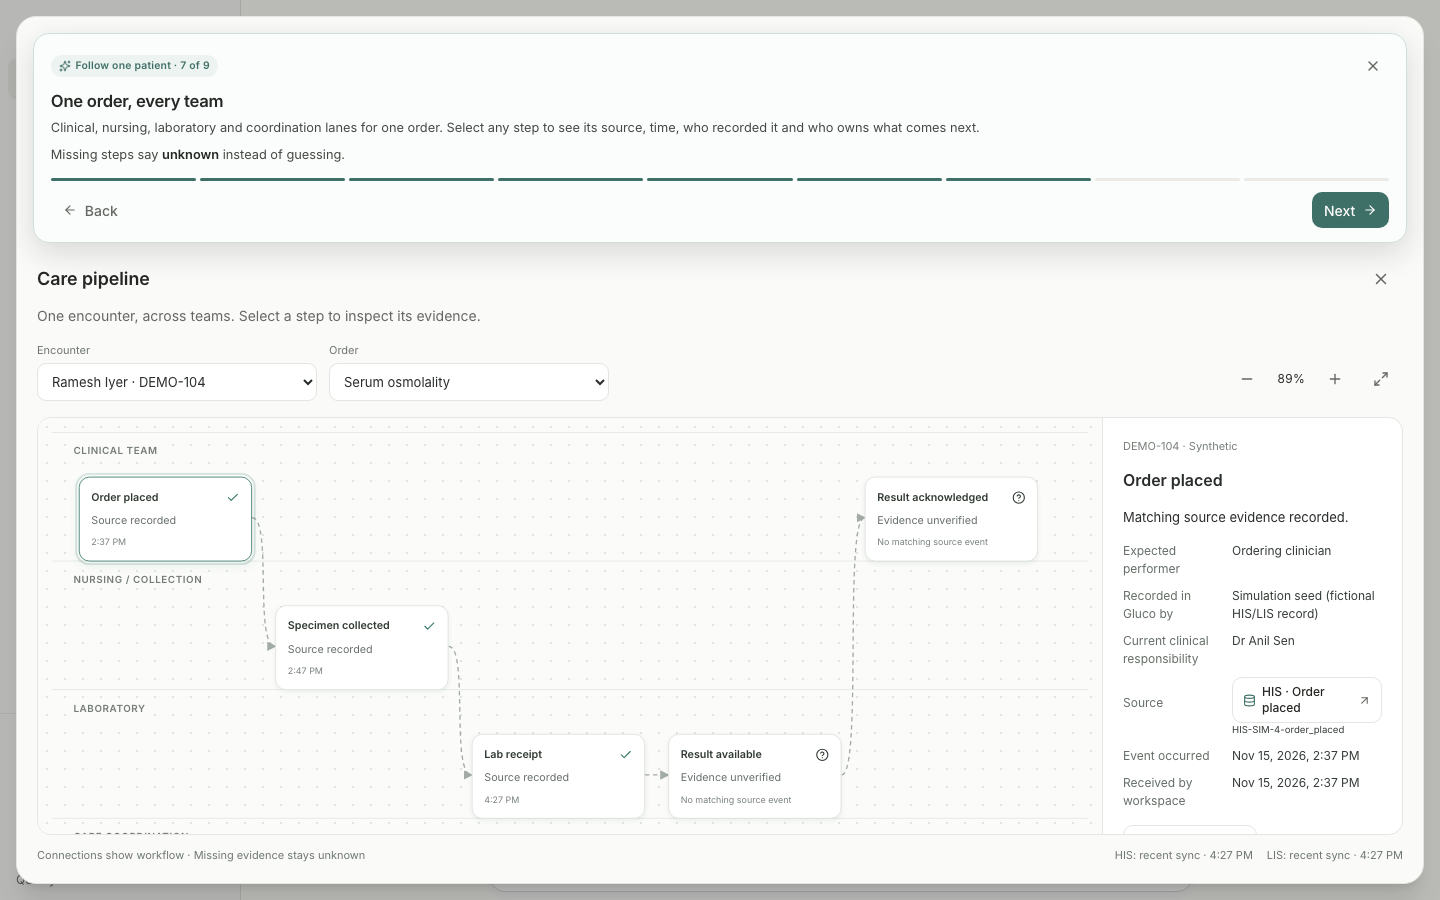 Follow one patient · 7 of 9
One order, every team
Clinical, nursing, laboratory and coordination lanes for one order. Select any step to see its source, time, who recorded it and who owns what comes next.
Missing steps say unknown instead of guessing.
Back
Next
Care pipeline
One encounter, across teams. Select a step to inspect its evidence.
Encounter
Order
Ramesh Iyer · DEMO-104
Serum osmolality
89%
CLINICAL TEAM
Order placed
Source recorded
2:37 PM
Result acknowledged
Evidence unverified
No matching source event
NURSING / COLLECTION
Specimen collected
Source recorded
2:47 PM
LABORATORY
Lab receipt
Source recorded
4:27 PM
Result available
Evidence unverified
No matching source event
DEMO-104 · Synthetic
Order placed
Matching source evidence recorded.
Expected performer
Ordering clinician
Recorded in Gluco by
Simulation seed (fictional HIS/LIS record)
Current clinical responsibility
Dr Anil Sen
Source
HIS · Order placed
HIS-SIM-4-order_placed
Event occurred
Nov 15, 2026, 2:37 PM
Received by workspace
Nov 15, 2026, 2:37 PM
Connections show workflow · Missing evidence stays unknown
HIS: recent sync · 4:27 PM
LIS: recent sync · 4:27 PM